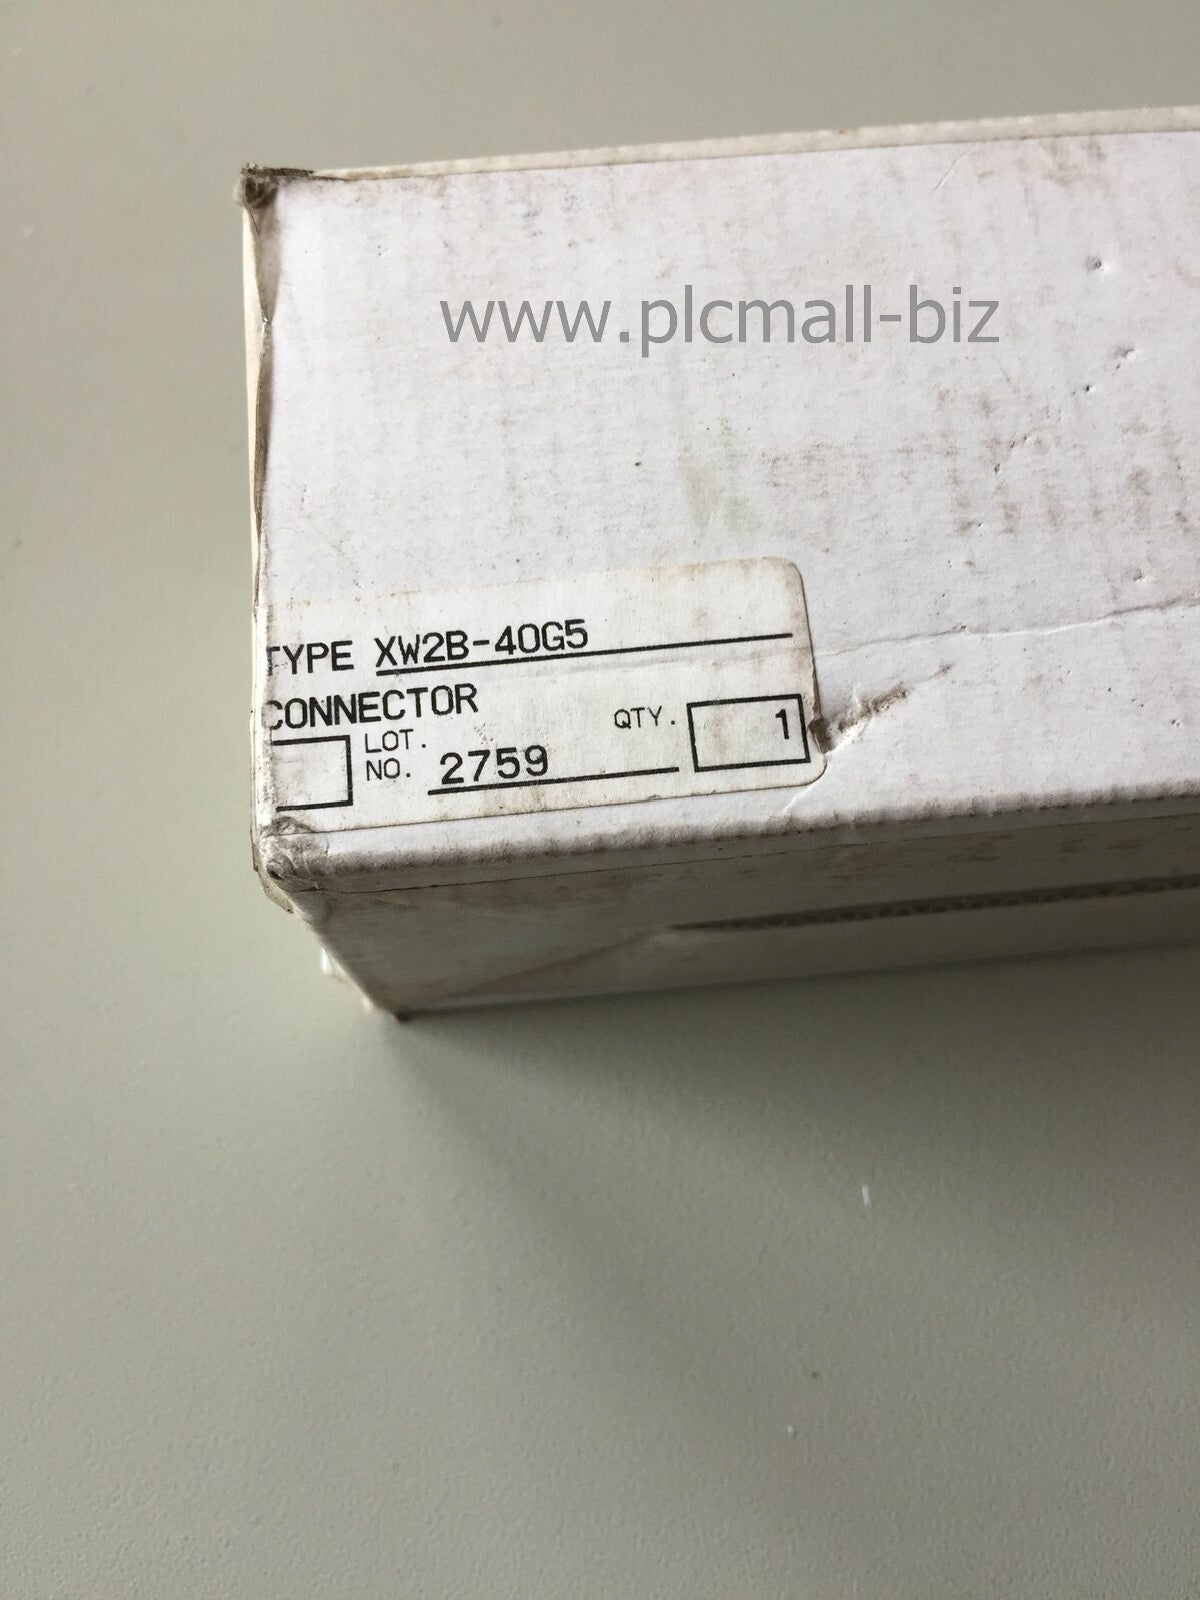 www.plcmall-biz
TYPE XW2B-40G5
CONNECTOR
LOT. NO. 2759 QTY. 1